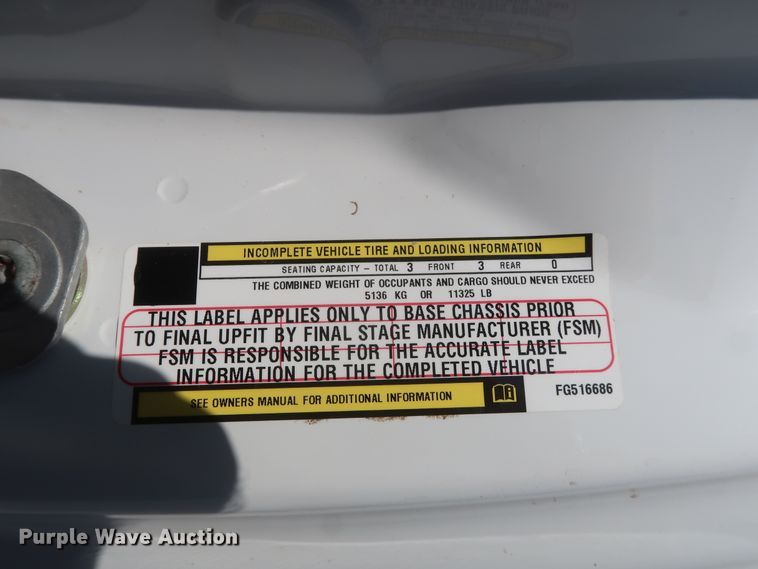 INCOMPLETE VEHICLE TIRE AND LOADING INFORMATION
SEATING CAPACITY – TOTAL 3 FRONT 3 REAR 0
THE COMBINED WEIGHT OF OCCUPANTS AND CARGO SHOULD NEVER EXCEED
5136 KG OR 11325 LB
THIS LABEL APPLIES ONLY TO BASE CHASSIS PRIOR
TO FINAL UPFIT BY FINAL STAGE MANUFACTURER (FSM)
FSM IS RESPONSIBLE FOR THE ACCURATE LABEL
INFORMATION FOR THE COMPLETED VEHICLE
SEE OWNERS MANUAL FOR ADDITIONAL INFORMATION
FG516686
Purple Wave Auction